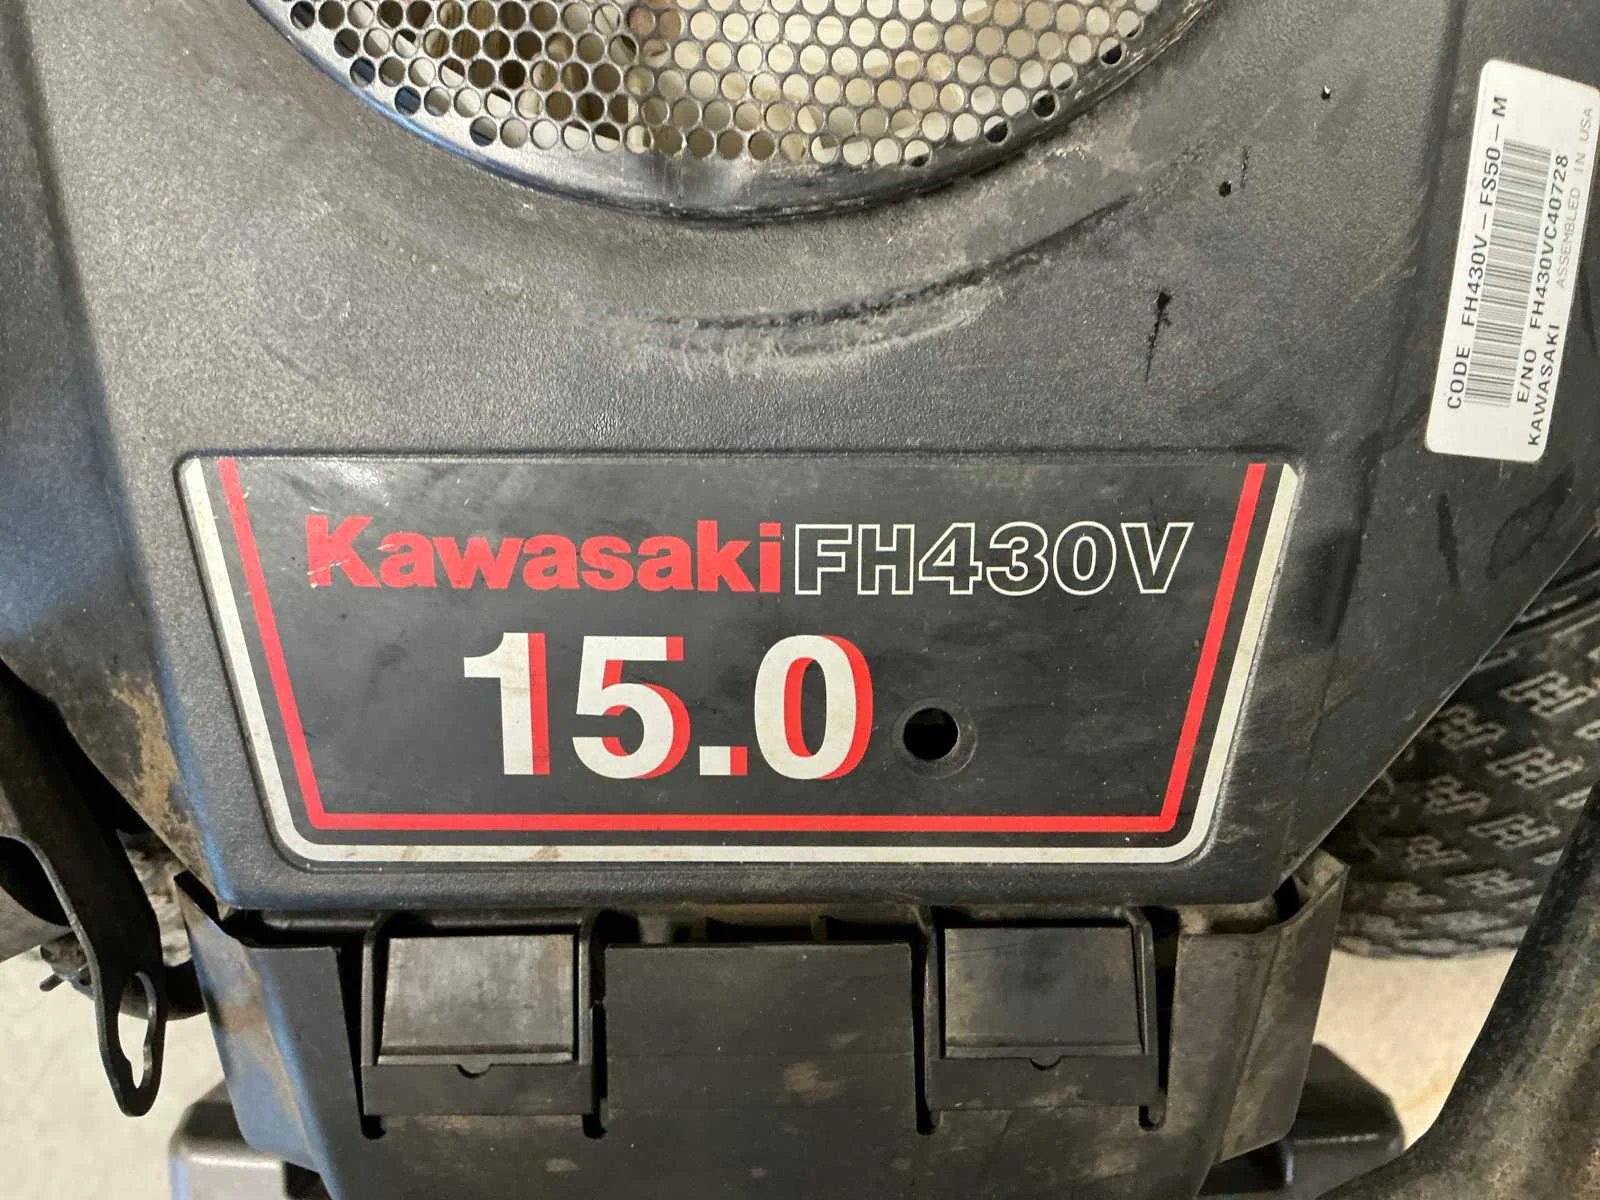 CODE FH430V-FS50-M
E/NO FH430VC40728
KAWASAKI ASSEMBLED IN USA
Kawasaki FH430V
15.0